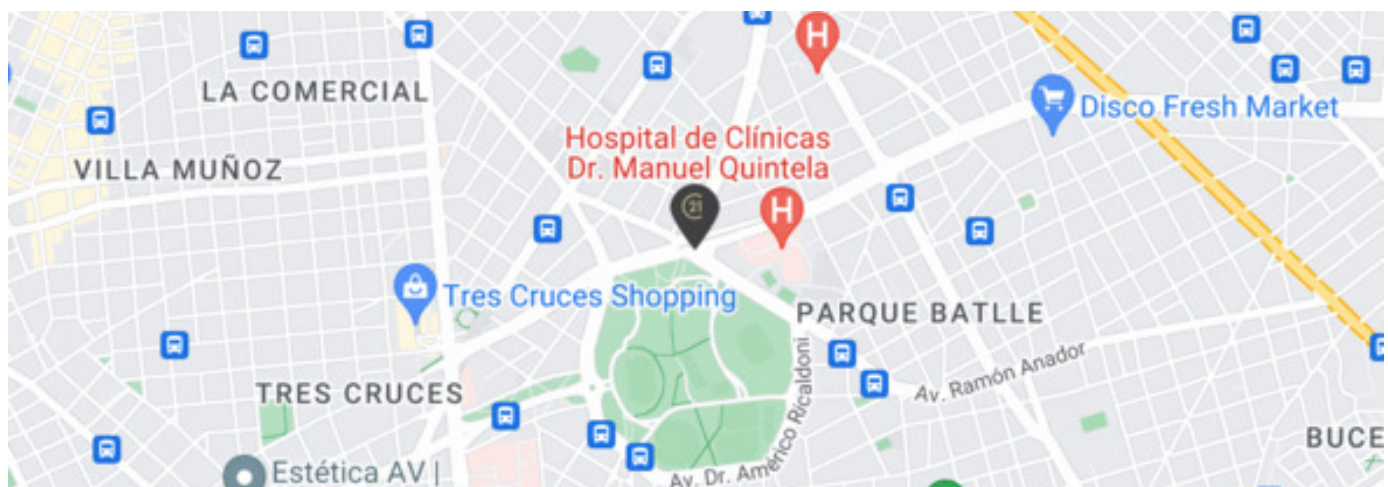 LA COMERCIAL
Disco Fresh Market
Hospital de Clínicas
Dr. Manuel Quintela
VILLA MUÑOZ
21
H
H
Tres Cruces Shopping
PARQUE BATLLE
Av. Ramón Anador
TRES CRUCES
Av. Dr. Américo Ricaldoni
BUCE
Estética AV |